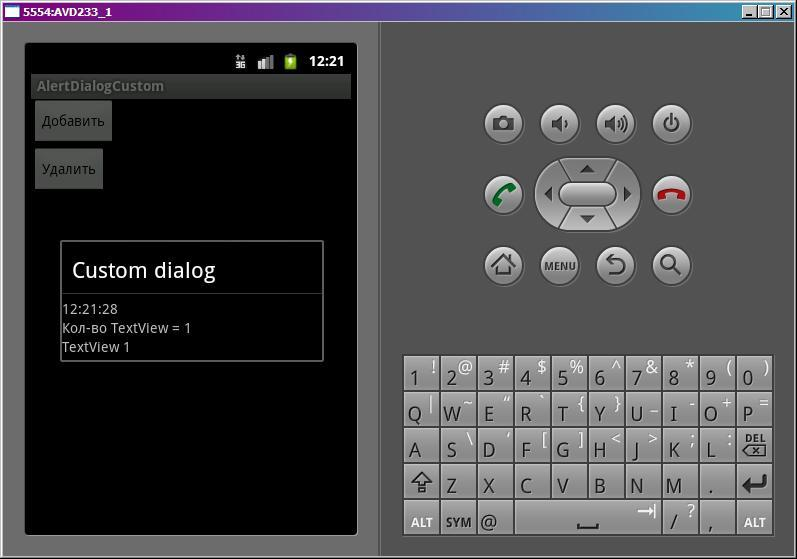 5554:AVD233_1
3G 12:21
AlertDialogCustom
Добавить
Удалить
Custom dialog
12:21:28
Кол-во TextView = 1
TextView 1
MENU
1 ! 2 @ 3 # 4 $ 5 % 6 ^ 7 & 8 * 9 ( 0 )
Q | W ~ E “ R ` T { Y } U _ I - O + P =
A S \ D ‘ F [ G ] H < J > K ; L : DEL
Z X C V B N M .
ALT SYM @ / ? , ALT